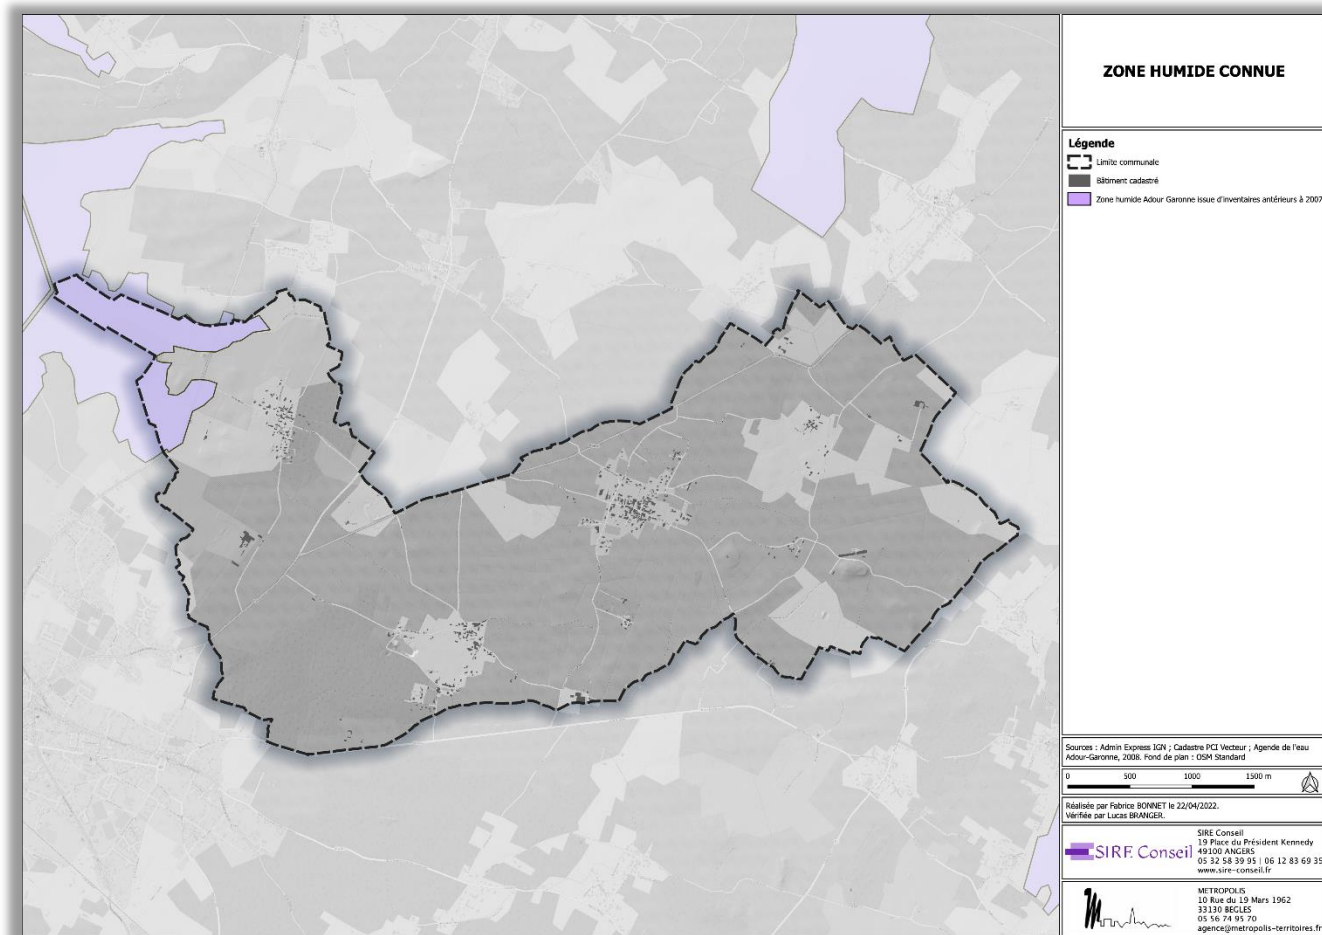 ZONE HUMIDE CONNUE
Légende
Limite communale
Bâtiment cadastré
Zone humide Adour Garonne issue d'inventaires antérieurs à 2007
Sources : Admin Express IGN ; Cadastre PCI Vecteur ; Agende de l'eau
Adour-Garonne, 2008. Fond de plan : OSM Standard
0 500 1000 1500 m
Réalisée par Fabrice BONNET le 22/04/2022.
Vérifiée par Lucas BRANGER.
SIRE Conseil
SIRE Conseil
19 Place du Président Kennedy
49100 ANGERS
05 32 58 39 95 | 06 12 83 69 35
www.sire-conseil.fr
METROPOLIS
10 Rue du 19 Mars 1962
33130 BEGLES
05 56 74 95 70
agence@metropolis-territoires.fr